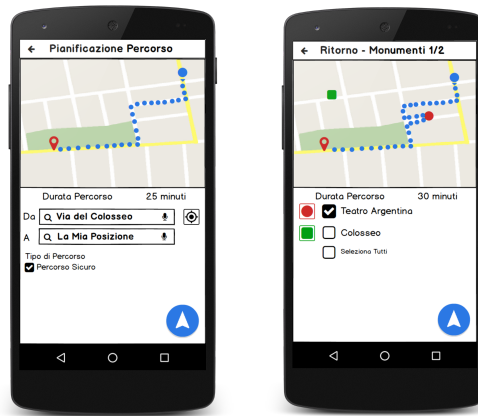 Pianificazione Percorso
Durata Percorso 25 minuti
Da Via del Colosseo
A La Mia Posizione
Tipo di Percorso
Percorso Sicuro
Ritorno - Monumenti 1/2
Durata Percorso 30 minuti
Teatro Argentina
Colosseo
Seleziona Tutti